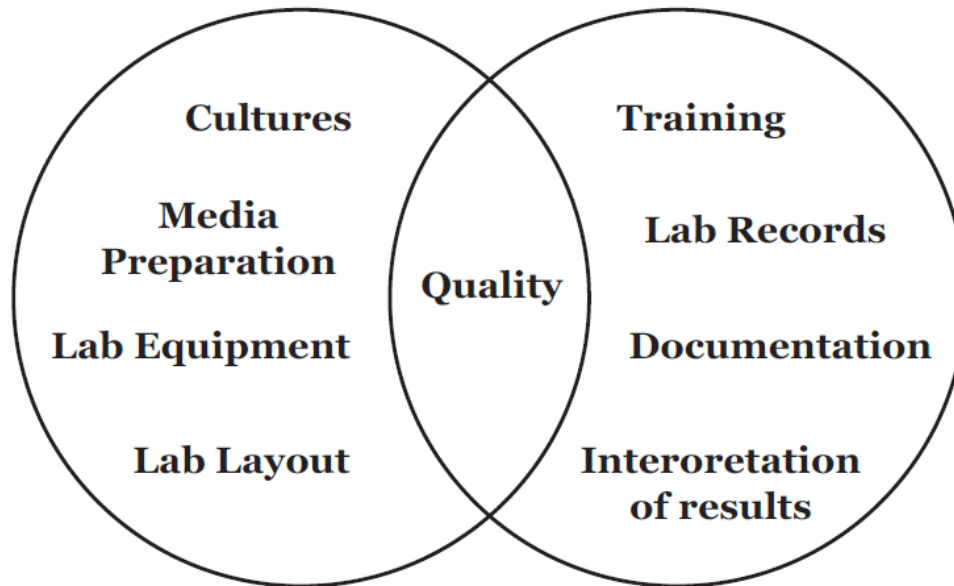 Cultures
Media
Preparation
Lab Equipment
Lab Layout
Quality
Training
Lab Records
Documentation
Interoretation
of results